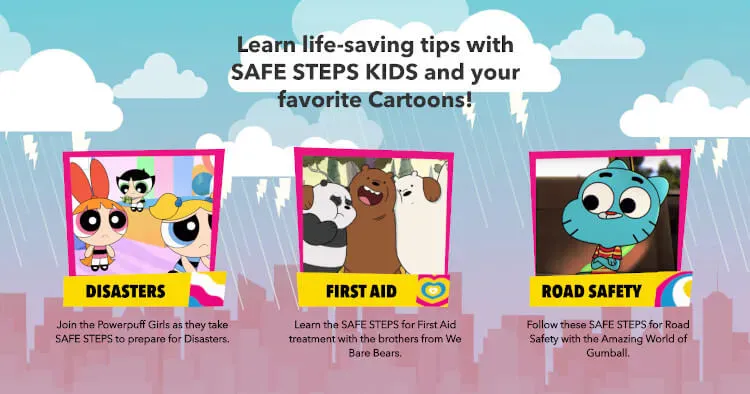 Learn life-saving tips with
SAFE STEPS KIDS and your
favorite Cartoons!
DISASTERS
Join the Powerpuff Girls as they take
SAFE STEPS to prepare for Disasters.
FIRST AID
Learn the SAFE STEPS for First Aid
treatment with the brothers from We
Bare Bears.
ROAD SAFETY
Follow these SAFE STEPS for Road
Safety with the Amazing World of
Gumball.